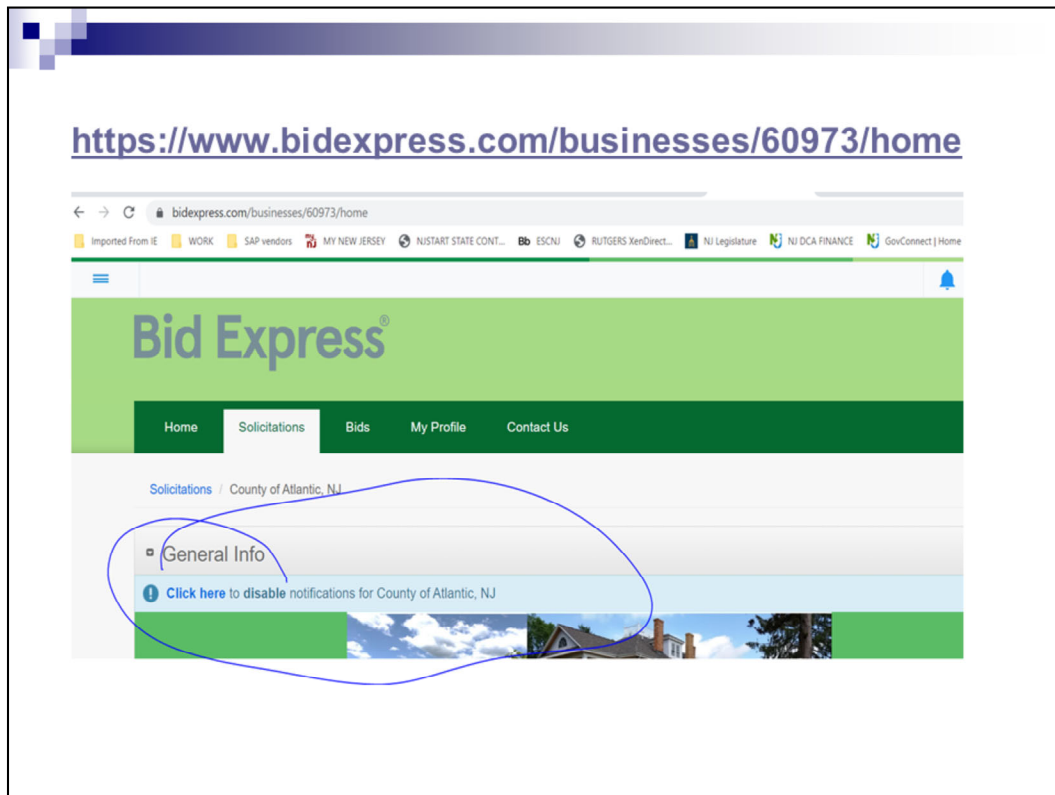 https://www.bidexpress.com/businesses/60973/home
bidexpress.com/businesses/60973/home
Imported From IE WORK SAP vendors MY NEW JERSEY NJSTART STATE CONT... Bb ESCNJ RUTGERS XenDirect... NJ Legislature NJ DCA FINANCE GovConnect | Home
Bid Express®
Home Solicitations Bids My Profile Contact Us
Solicitations / County of Atlantic, NJ
General Info
Click here to disable notifications for County of Atlantic, NJ